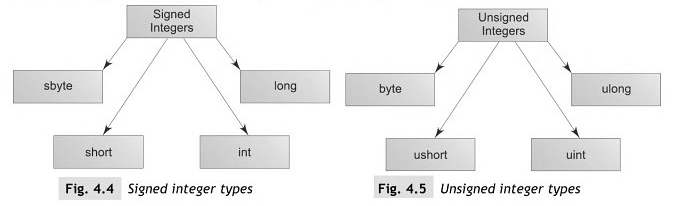 Signed
Integers
sbyte
long
short
int
Fig. 4.4 Signed integer types
Unsigned
Integers
byte
ulong
ushort
uint
Fig. 4.5 Unsigned integer types